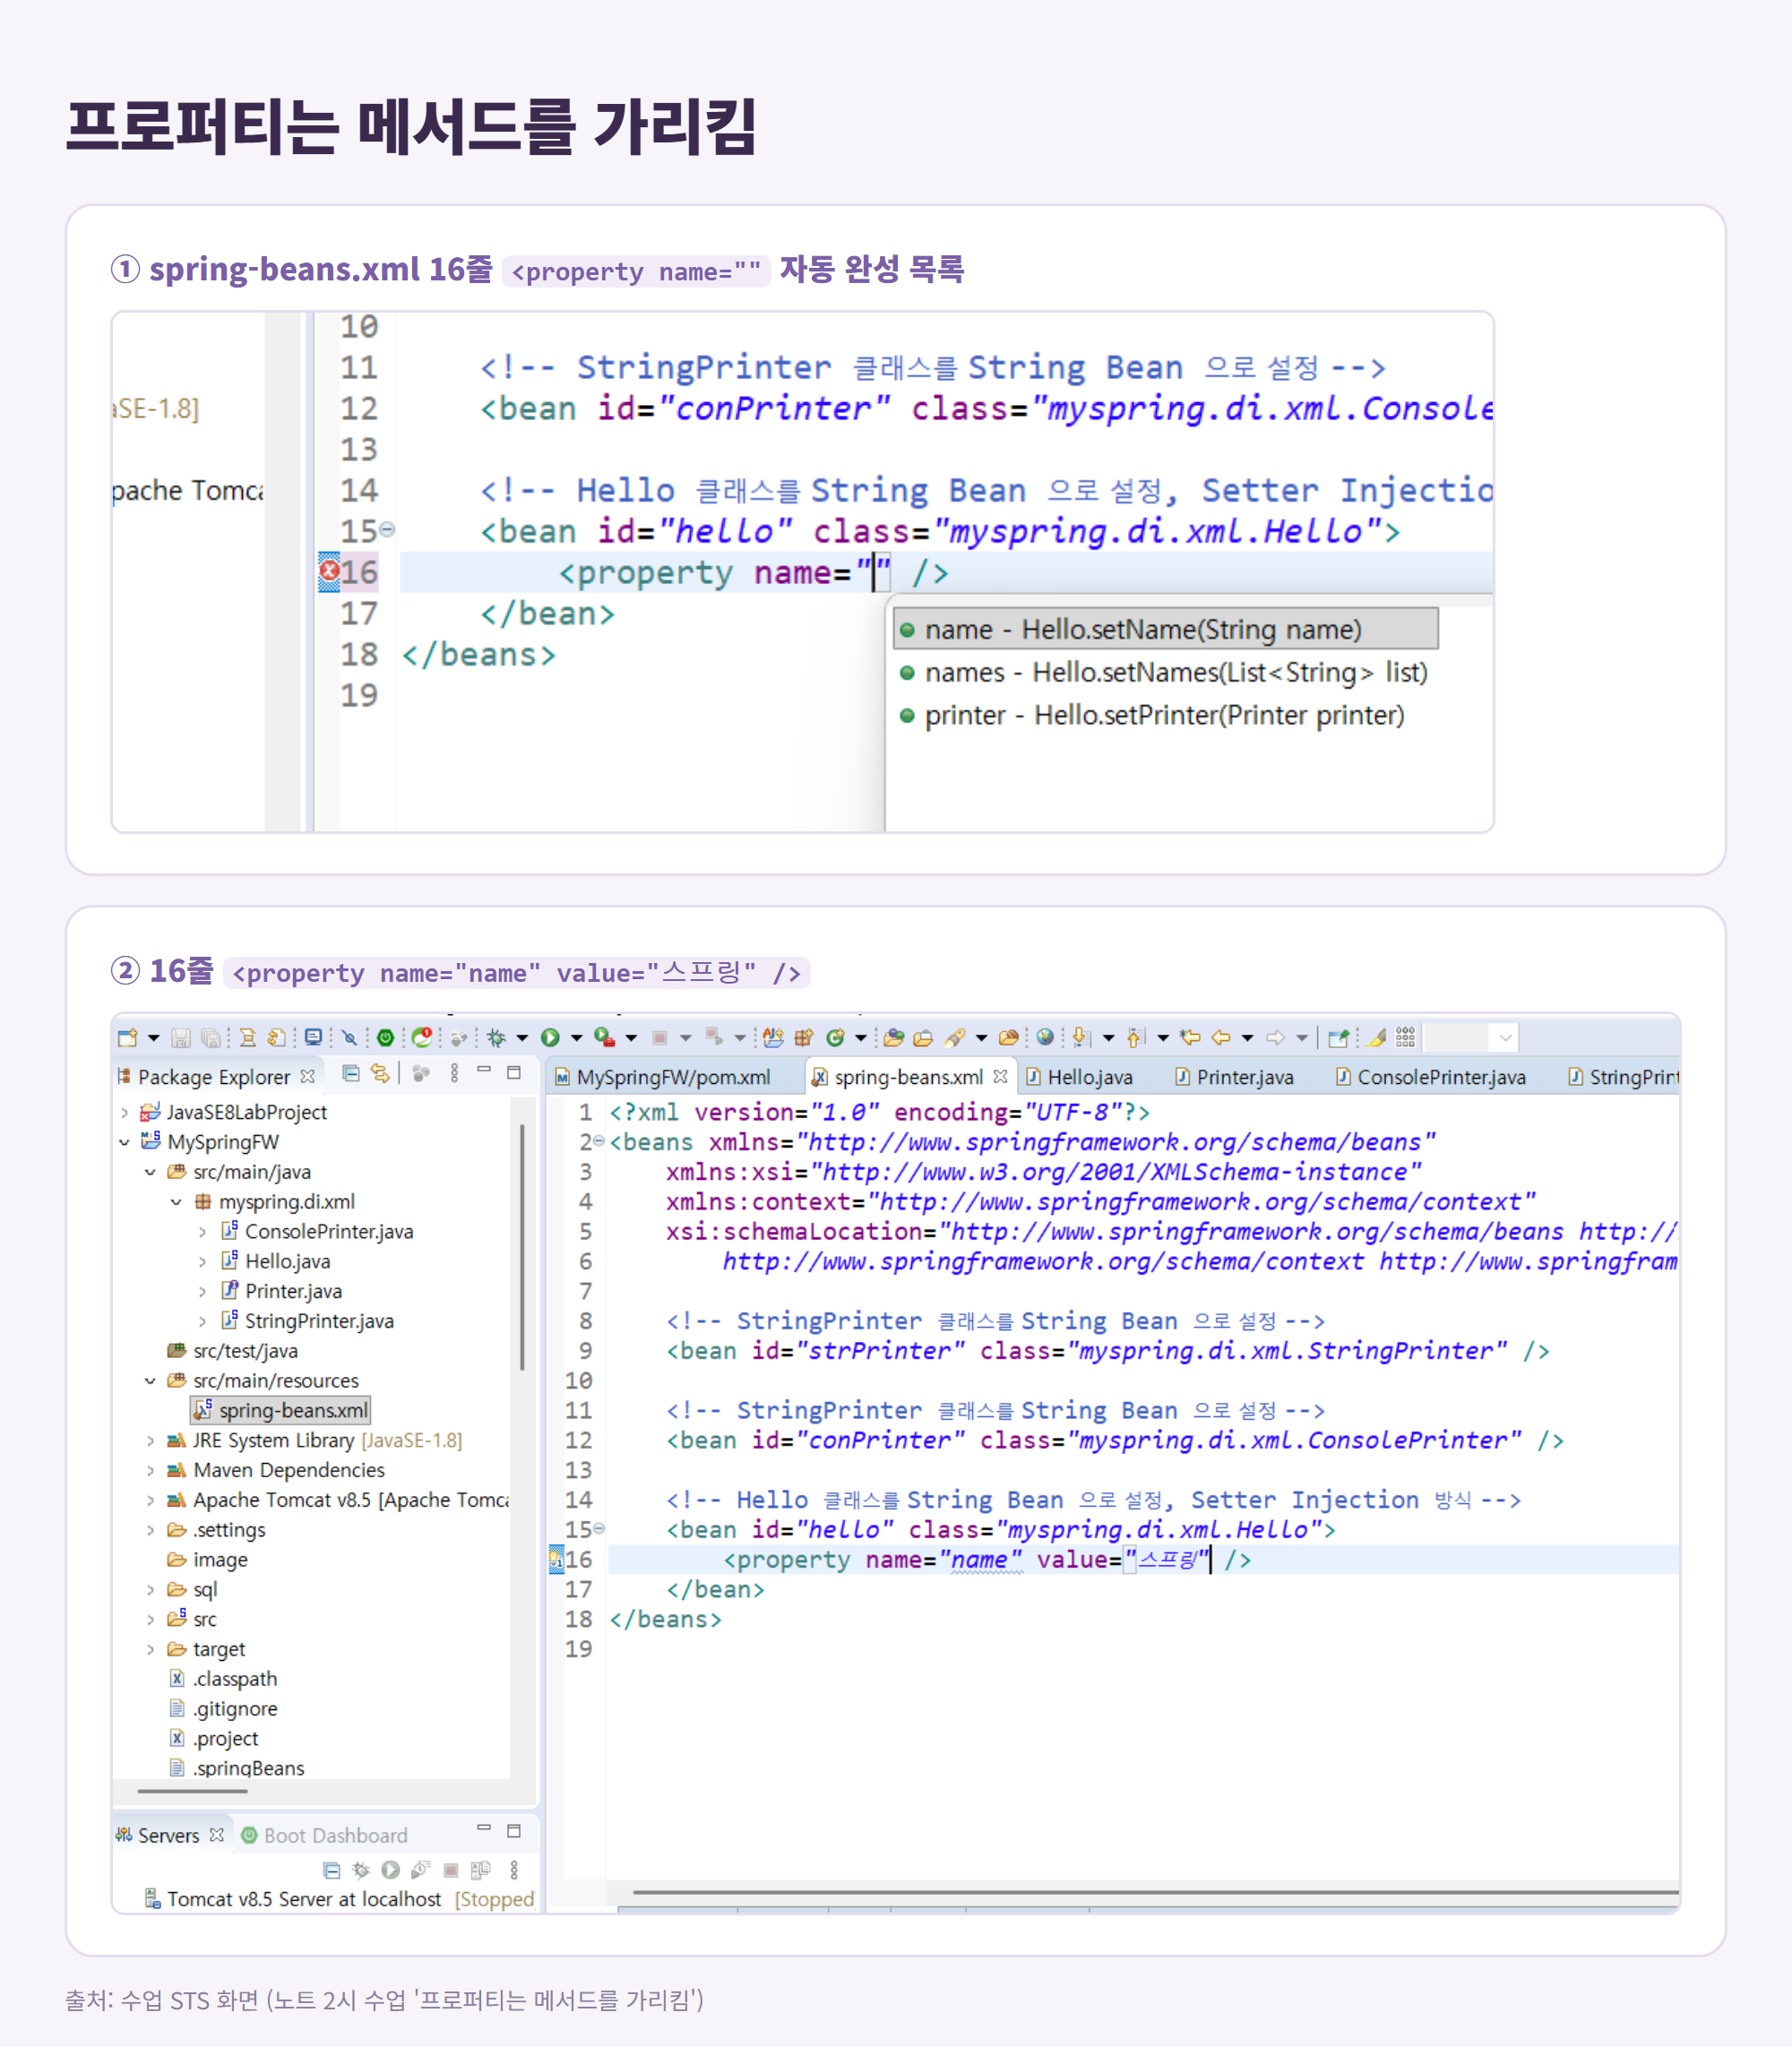 프로퍼티는 메서드를 가리킴
① spring-beans.xml 16줄 <property name="" 자동 완성 목록
aSE-1.8]
pache Tomca
10
11 <!-- StringPrinter 클래스를 String Bean 으로 설정 -->
12 <bean id="conPrinter" class="myspring.di.xml.Console
13
14 <!-- Hello 클래스를 String Bean 으로 설정, Setter Injectio
15 <bean id="hello" class="myspring.di.xml.Hello">
16 <property name="" />
17 </bean>
18 </beans>
19
name - Hello.setName(String name)
names - Hello.setNames(List<String> list)
printer - Hello.setPrinter(Printer printer)
② 16줄 <property name="name" value="스프링" />
Package Explorer
JavaSE8LabProject
MySpringFW
src/main/java
myspring.di.xml
ConsolePrinter.java
Hello.java
Printer.java
StringPrinter.java
src/test/java
src/main/resources
spring-beans.xml
JRE System Library [JavaSE-1.8]
Maven Dependencies
Apache Tomcat v8.5 [Apache Tomca
.settings
image
sql
src
target
.classpath
.gitignore
.project
.springBeans
Servers Boot Dashboard
Tomcat v8.5 Server at localhost [Stopped
MySpringFW/pom.xml spring-beans.xml Hello.java Printer.java ConsolePrinter.java StringPrint
1 <?xml version="1.0" encoding="UTF-8"?>
2 <beans xmlns="http://www.springframework.org/schema/beans"
3 xmlns:xsi="http://www.w3.org/2001/XMLSchema-instance"
4 xmlns:context="http://www.springframework.org/schema/context"
5 xsi:schemaLocation="http://www.springframework.org/schema/beans http://
6 http://www.springframework.org/schema/context http://www.springfram
7
8 <!-- StringPrinter 클래스를 String Bean 으로 설정 -->
9 <bean id="strPrinter" class="myspring.di.xml.StringPrinter" />
10
11 <!-- StringPrinter 클래스를 String Bean 으로 설정 -->
12 <bean id="conPrinter" class="myspring.di.xml.ConsolePrinter" />
13
14 <!-- Hello 클래스를 String Bean 으로 설정, Setter Injection 방식 -->
15 <bean id="hello" class="myspring.di.xml.Hello">
16 <property name="name" value="스프링" />
17 </bean>
18 </beans>
19
출처: 수업 STS 화면 (노트 2시 수업 '프로퍼티는 메서드를 가리킴')